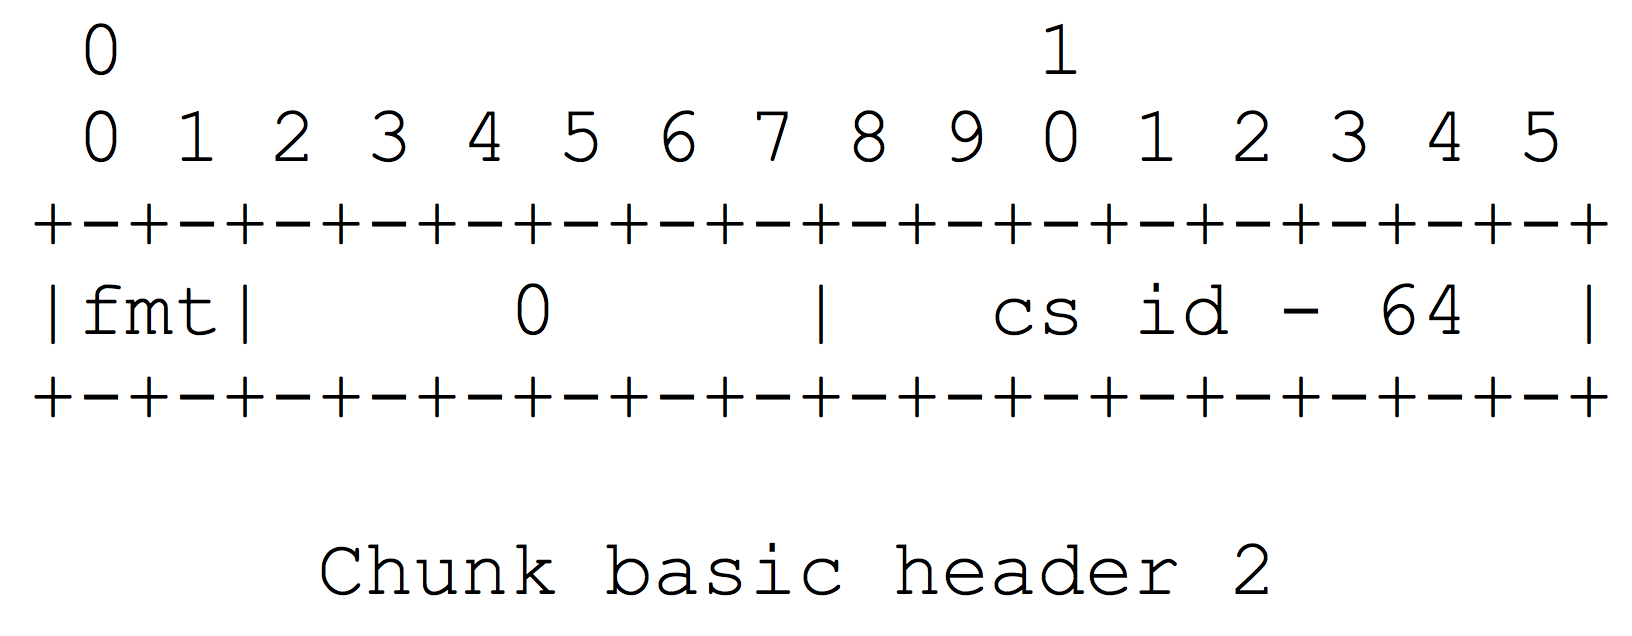 0                   1
 0 1 2 3 4 5 6 7 8 9 0 1 2 3 4 5
+-+-+-+-+-+-+-+-+-+-+-+-+-+-+-+-+
|fmt|     0     |   cs id - 64  |
+-+-+-+-+-+-+-+-+-+-+-+-+-+-+-+-+
Chunk basic header 2